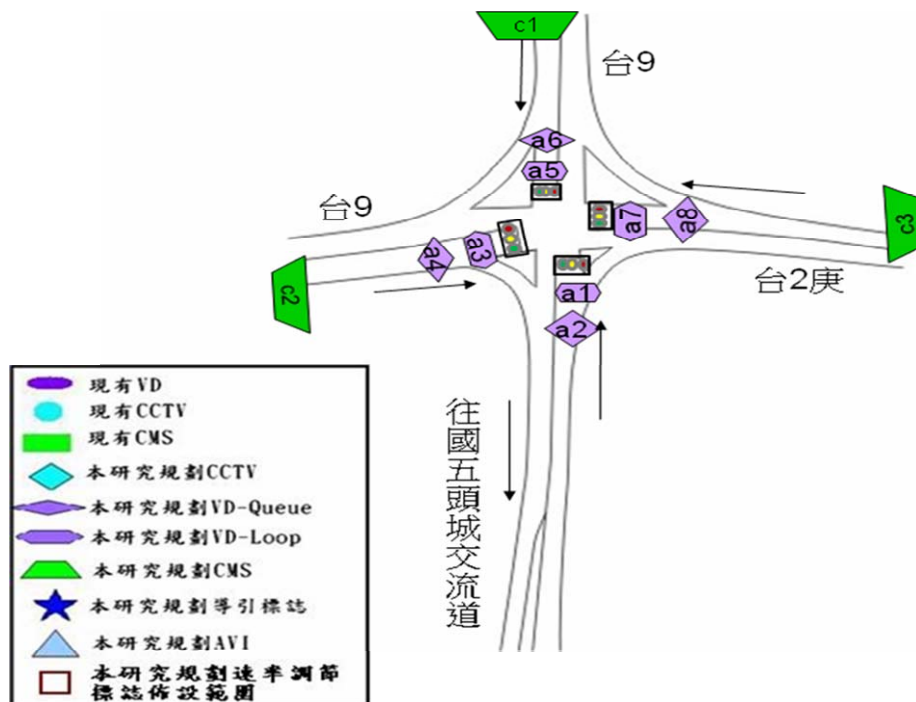 c1
台9
a6
a5
台9
a7
a8
c3
a3
a4
c2
台2庚
a1
a2
往國五頭城交流道
現有VD
現有CCTV
現有CMS
本研究規劃CCTV
本研究規劃VD-Queue
本研究規劃VD-Loop
本研究規劃CMS
本研究規劃導引標誌
本研究規劃AVI
本研究規劃速率調節
標誌佈設範圍